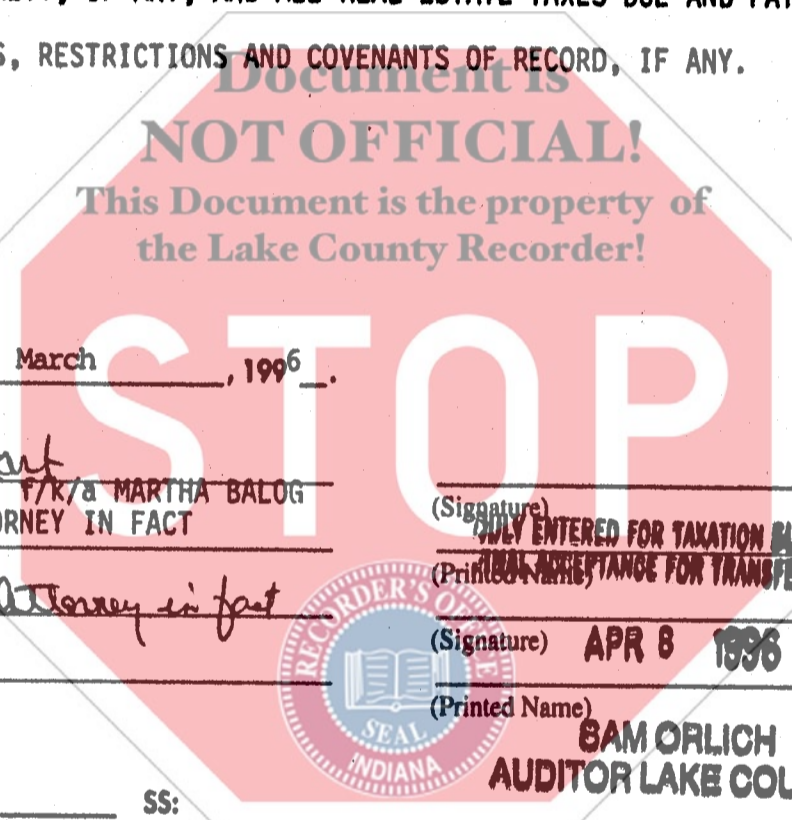 S, RESTRICTIONS AND COVENANTS OF RECORD, IF ANY.
Document is
NOT OFFICIAL!
This Document is the property of
the Lake County Recorder!
STOP
March , 1996 .
f/k/a MARTHA BALOG
ORNEY IN FACT
(Signature)
DULY ENTERED FOR TAXATION
(Printed Name)
FINAL ACCEPTANCE FOR TRANSFE
attorney in fact
(Signature) APR 8 1996
(Printed Name)
SAM ORLICH
AUDITOR LAKE COU
RECORDER'S OFFICE
SEAL
INDIANA
SS: